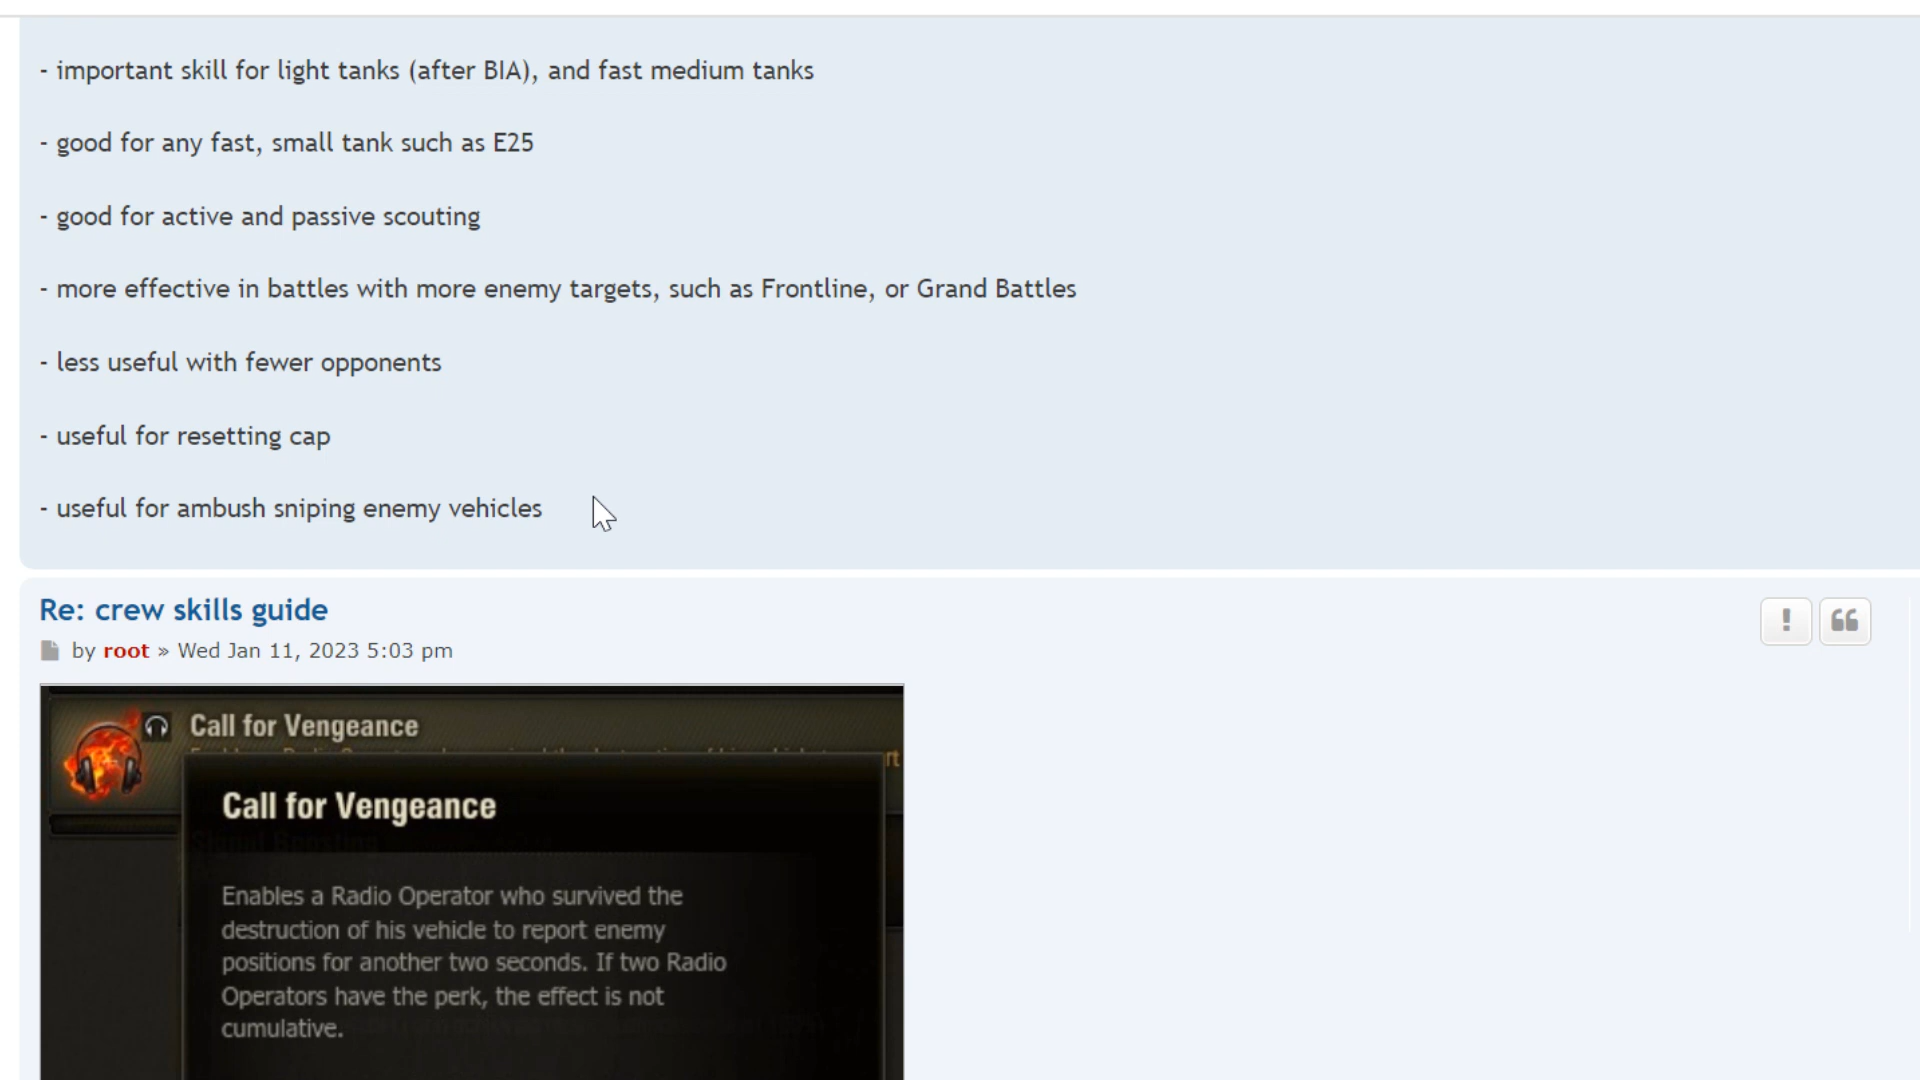 - important skill for light tanks (after BIA), and fast medium tanks
- good for any fast, small tank such as E25
- good for active and passive scouting
- more effective in battles with more enemy targets, such as Frontline, or Grand Battles
- less useful with fewer opponents
- useful for resetting cap
- useful for ambush sniping enemy vehicles
Re: crew skills guide
by root » Wed Jan 11, 2023 5:03 pm
Call for Vengeance
Call for Vengeance
Enables a Radio Operator who survived the
destruction of his vehicle to report enemy
positions for another two seconds. If two Radio
Operators have the perk, the effect is not
cumulative.